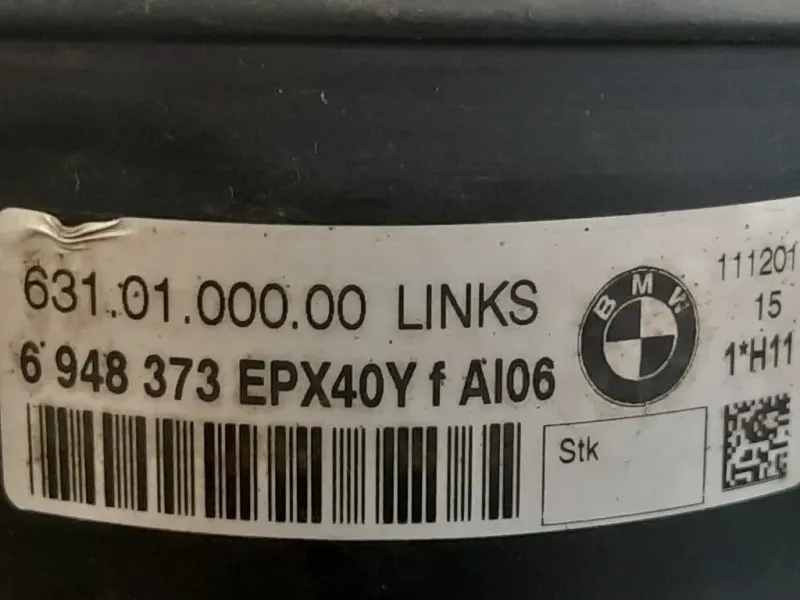 631.01.000.00 LINKS
6 948 373 EPX40Y f AI06
BMW
111201
15
1*H11
Stk